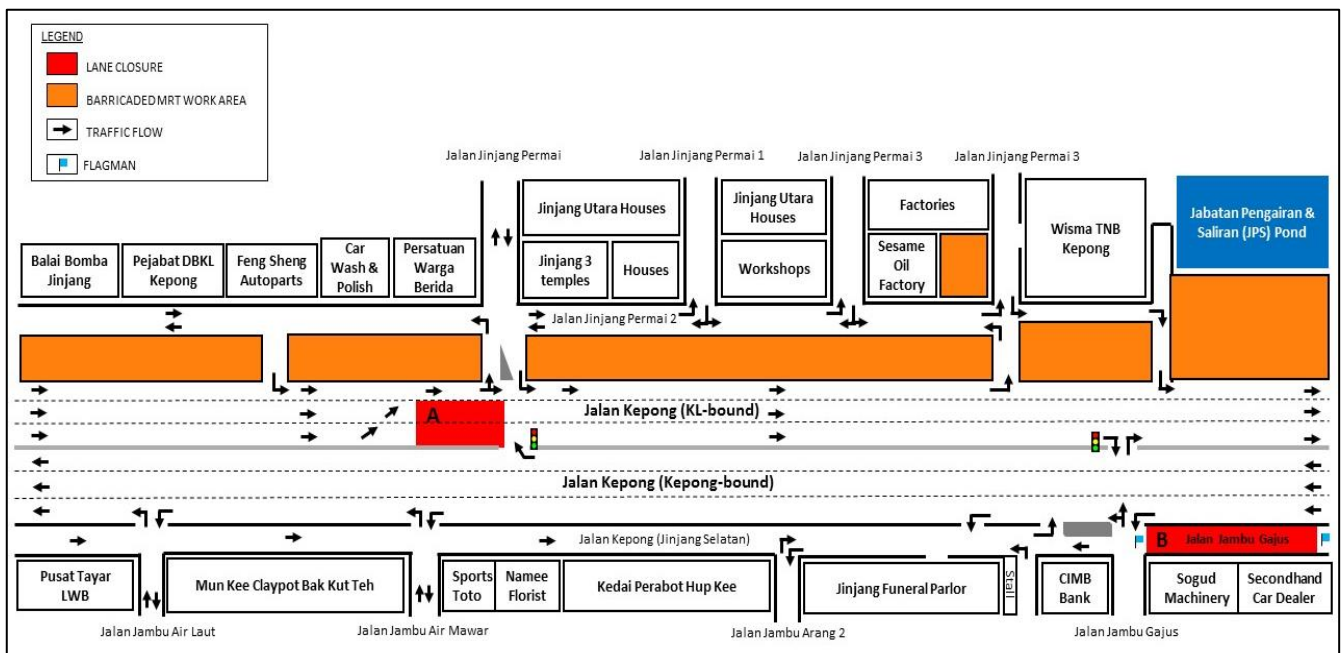 LEGEND
LANE CLOSURE
BARRICADED MRT WORK AREA
TRAFFIC FLOW
FLAGMAN
Jalan Jinjang Permai
Jalan Jinjang Permai 1
Jalan Jinjang Permai 3
Jalan Jinjang Permai 3
Balai Bomba
Jinjang
Pejabat DBKL
Kepong
Feng Sheng
Autoparts
Car
Wash &
Polish
Persatuan
Warga
Berida
Jinjang Utara Houses
Jinjang 3
temples
Houses
Jinjang Utara
Houses
Workshops
Factories
Sesame
Oil
Factory
Wisma TNB
Kepong
Jabatan Pengairan &
Saliran (JPS) Pond
Jalan Jinjang Permai 2
A
Jalan Kepong (KL-bound)
Jalan Kepong (Kepong-bound)
Jalan Kepong (Jinjang Selatan)
B
Jalan Jambu Gajus
Pusat Tayar
LWB
Mun Kee Claypot Bak Kut Teh
Sports
Toto
Namee
Florist
Kedai Perabot Hup Kee
Jinjang Funeral Parlor
Stall
CIMB
Bank
Sogud
Machinery
Secondhand
Car Dealer
Jalan Jambu Air Laut
Jalan Jambu Air Mawar
Jalan Jambu Arang 2
Jalan Jambu Gajus